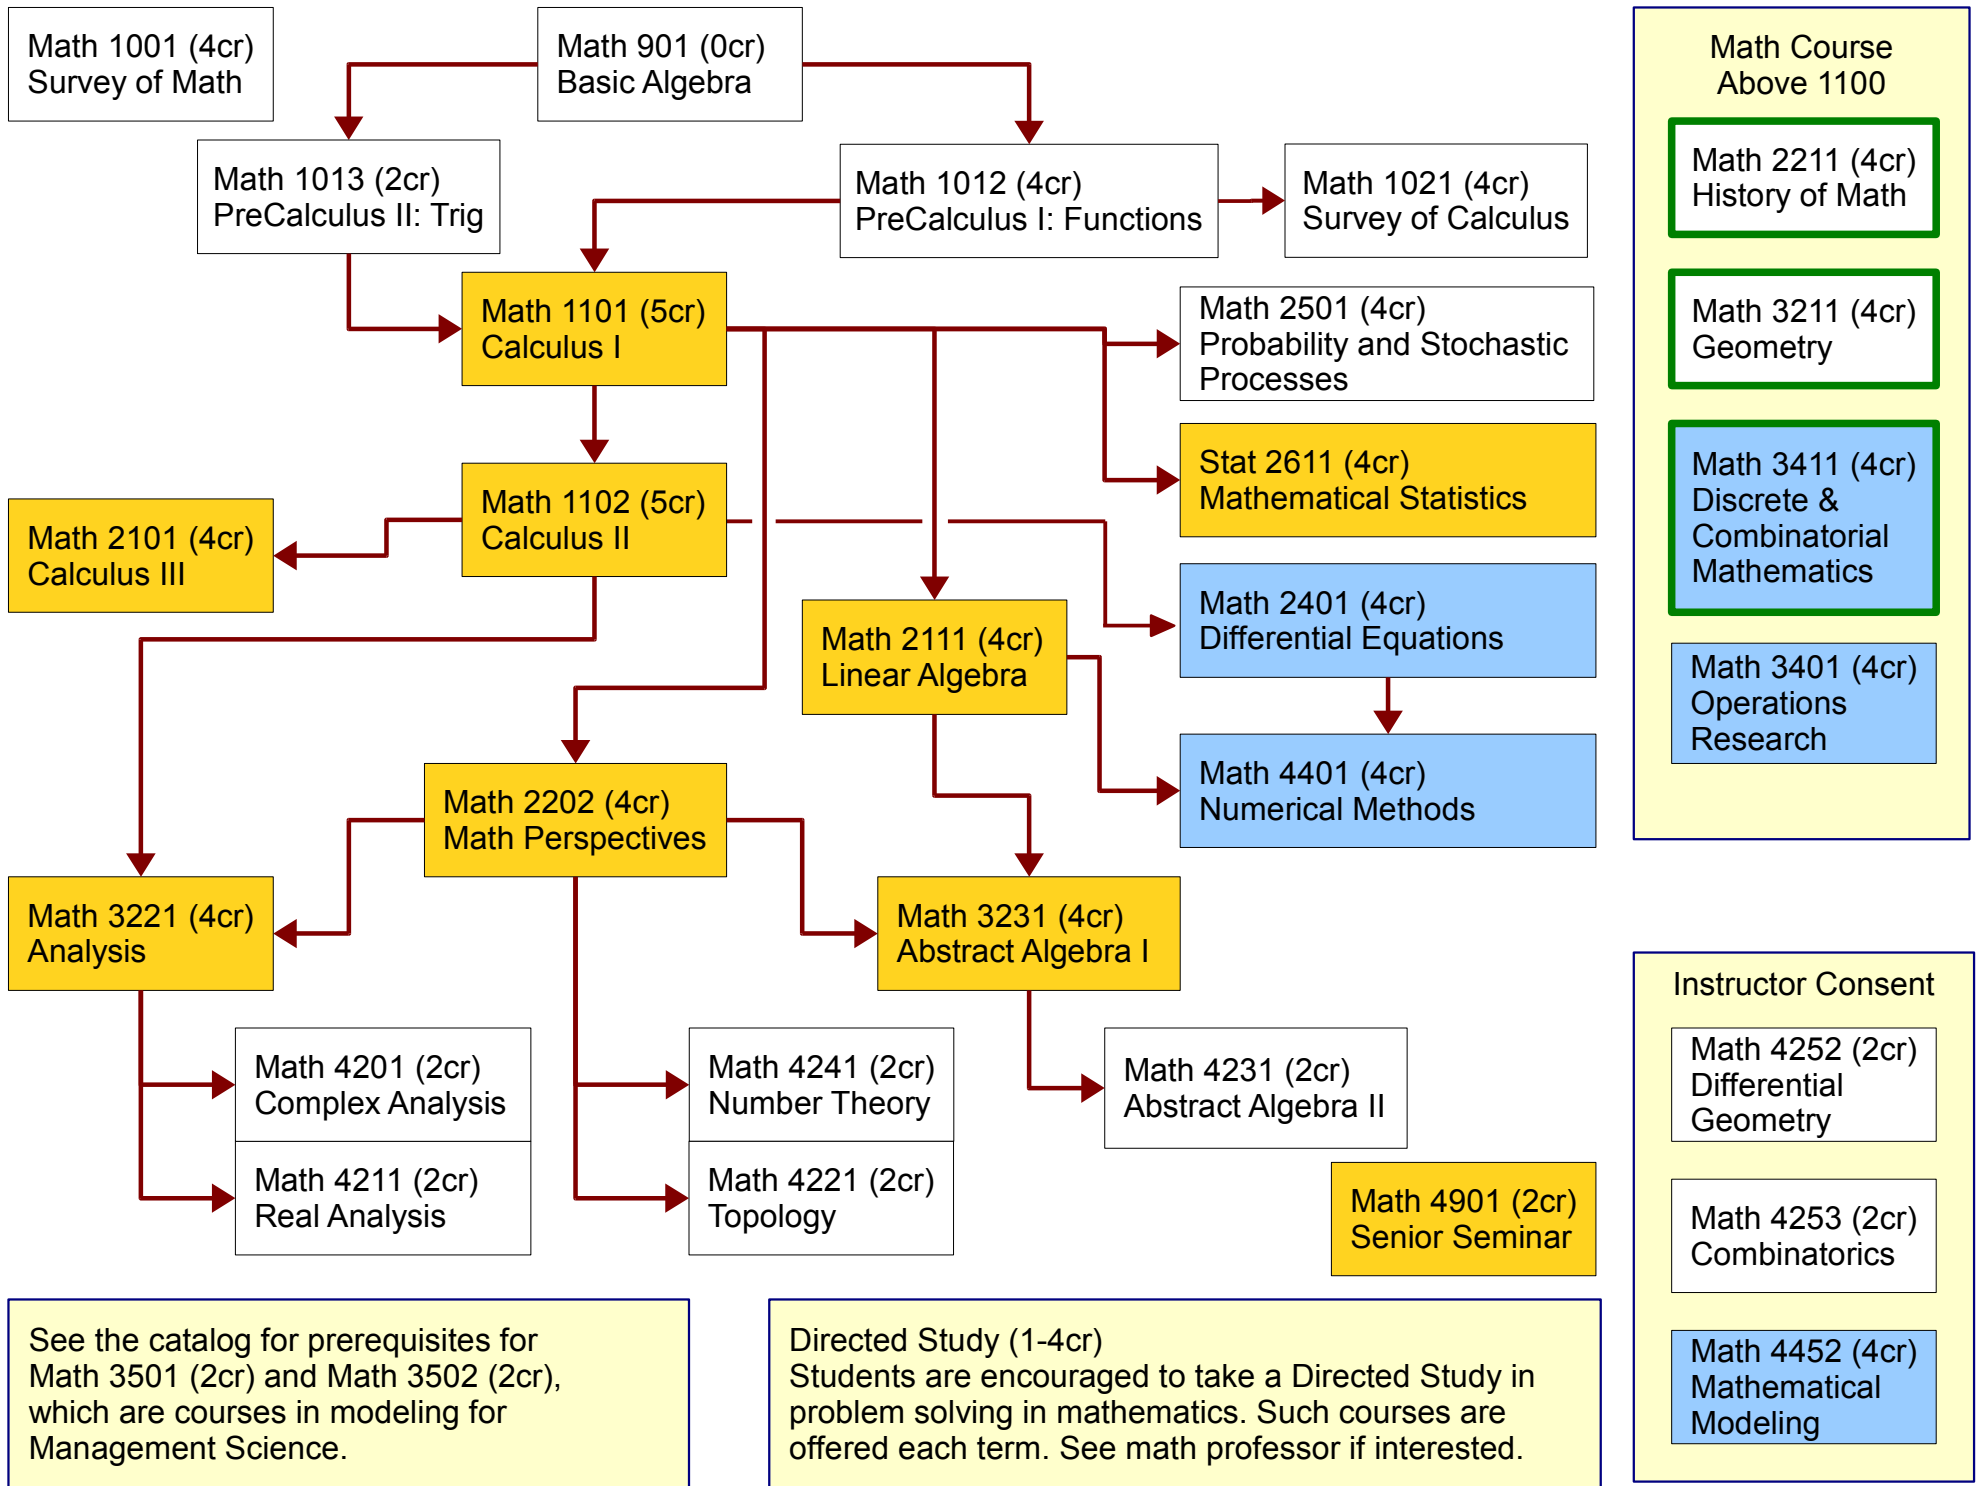 Math 1001 (4cr)
Survey of Math
Math 901 (0cr)
Basic Algebra
Math 1013 (2cr)
PreCalculus II: Trig
Math 1012 (4cr)
PreCalculus I: Functions
Math 1021 (4cr)
Survey of Calculus
Math 1101 (5cr)
Calculus I
Math 2501 (4cr)
Probability and Stochastic
Processes
Stat 2611 (4cr)
Mathematical Statistics
Math 1102 (5cr)
Calculus II
Math 2101 (4cr)
Calculus III
Math 2401 (4cr)
Differential Equations
Math 2111 (4cr)
Linear Algebra
Math 4401 (4cr)
Numerical Methods
Math 2202 (4cr)
Math Perspectives
Math 3221 (4cr)
Analysis
Math 3231 (4cr)
Abstract Algebra I
Math 4201 (2cr)
Complex Analysis
Math 4211 (2cr)
Real Analysis
Math 4241 (2cr)
Number Theory
Math 4221 (2cr)
Topology
Math 4231 (2cr)
Abstract Algebra II
Math 4901 (2cr)
Senior Seminar
Math Course
Above 1100
Math 2211 (4cr)
History of Math
Math 3211 (4cr)
Geometry
Math 3411 (4cr)
Discrete &
Combinatorial
Mathematics
Math 3401 (4cr)
Operations
Research
Instructor Consent
Math 4252 (2cr)
Differential
Geometry
Math 4253 (2cr)
Combinatorics
Math 4452 (4cr)
Mathematical
Modeling
See the catalog for prerequisites for
Math 3501 (2cr) and Math 3502 (2cr),
which are courses in modeling for
Management Science.
Directed Study (1-4cr)
Students are encouraged to take a Directed Study in
problem solving in mathematics. Such courses are
offered each term. See math professor if interested.